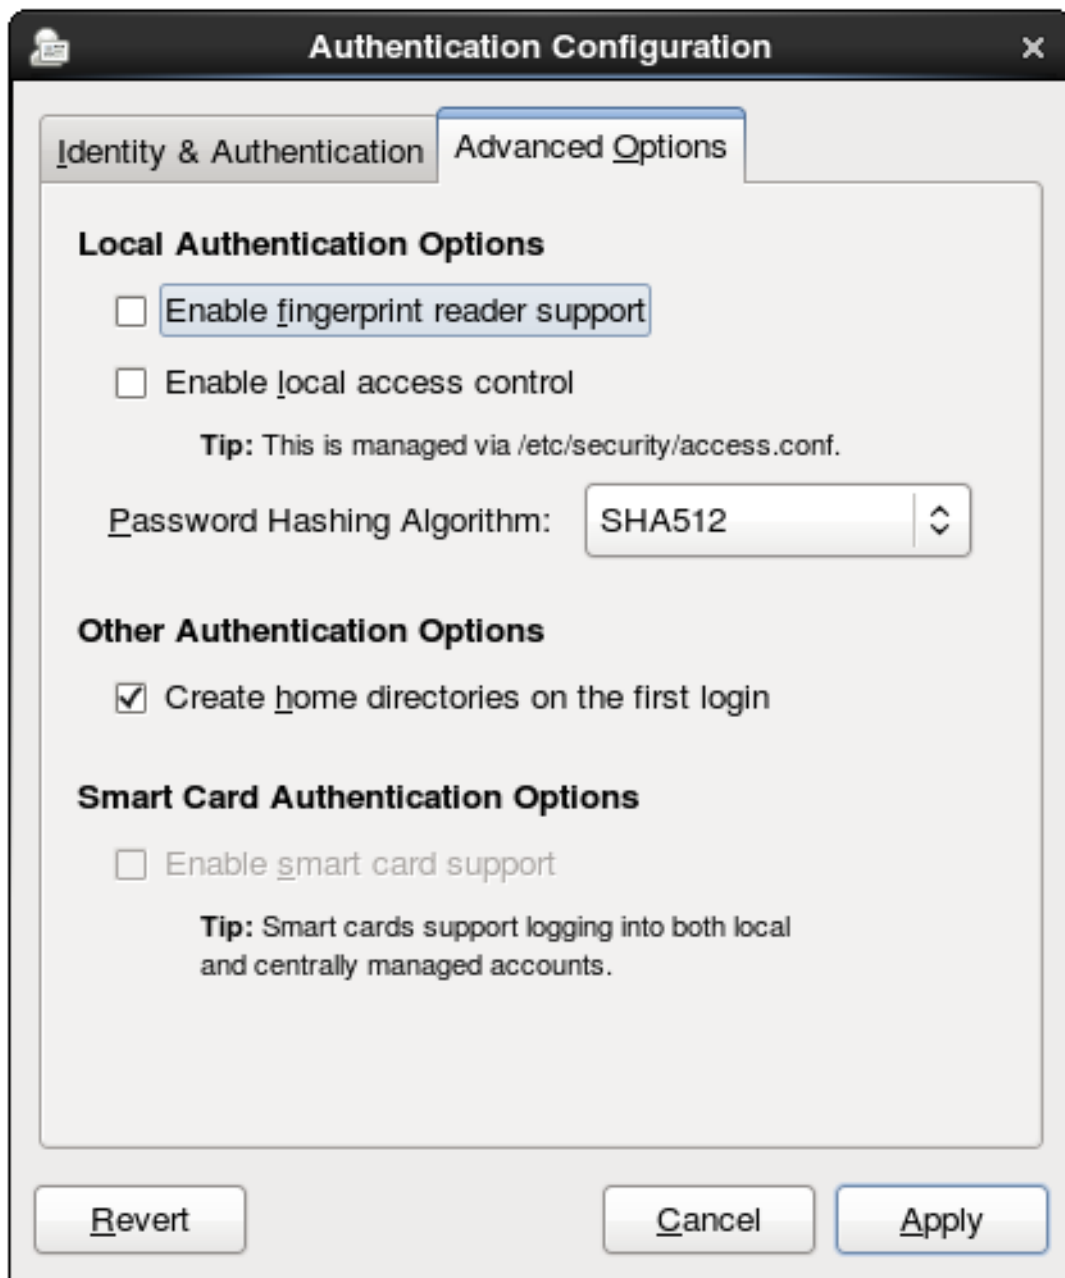 Authentication Configuration
Identity & Authentication
Advanced Options
Local Authentication Options
Enable fingerprint reader support
Enable local access control
Tip: This is managed via /etc/security/access.conf.
Password Hashing Algorithm: SHA512
Other Authentication Options
Create home directories on the first login
Smart Card Authentication Options
Enable smart card support
Tip: Smart cards support logging into both local
and centrally managed accounts.
Revert Cancel Apply